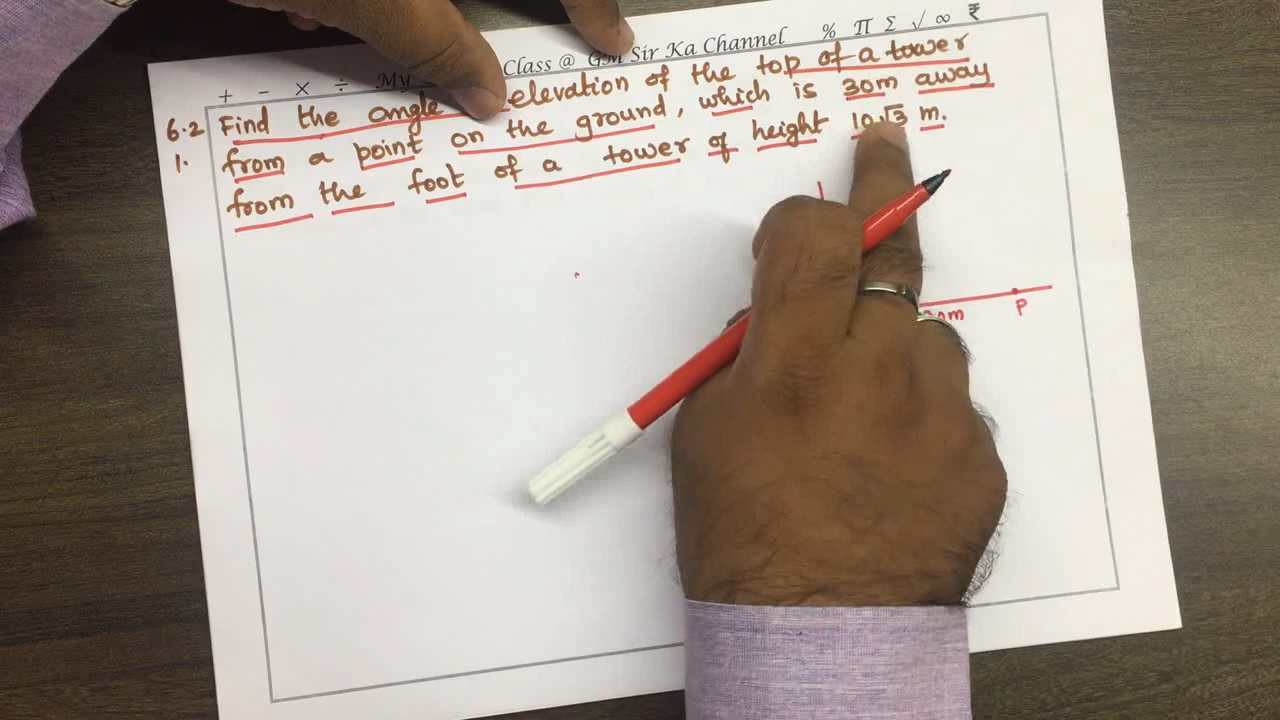 + − × ÷ My Class @ GM Sir Ka Channel % Π Σ √ ∞ ₹
6.2 Find the angle elevation of the top of a tower
1. from a point on the ground, which is 30m away
from the foot of a tower of height 10√3 m.
P